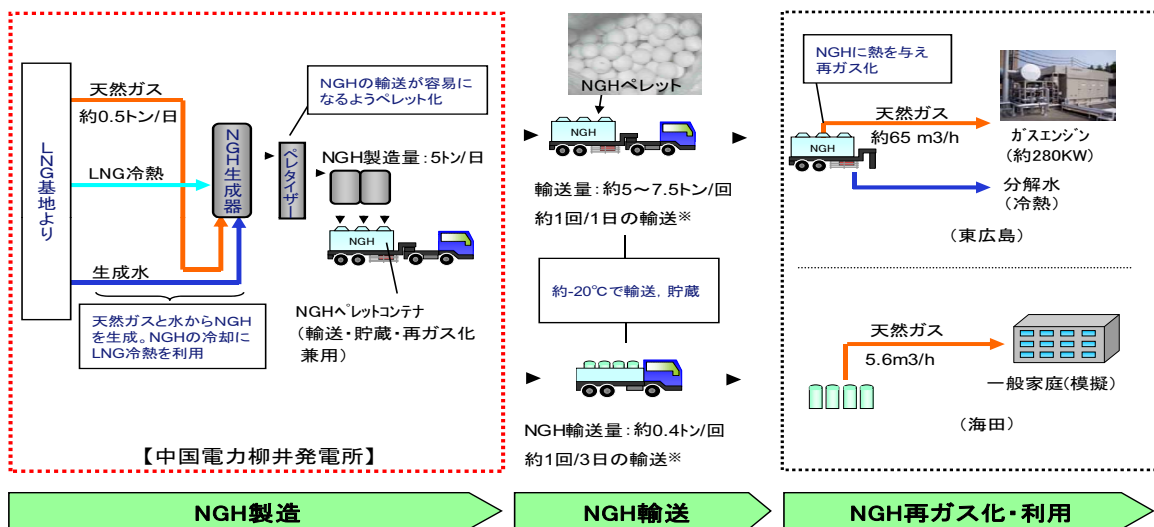 天然ガス
約0.5トン/日
LNG冷熱
生成水
LNG基地より
NGH生成器
ペレタイザー
NGHの輸送が容易に
なるようペレット化
NGH製造量：5トン/日
NGH
NGHﾍﾟﾚｯﾄコンテナ
（輸送・貯蔵・再ガス化
兼用）
天然ガスと水からNGH
を生成。NGHの冷却に
LNG冷熱を利用
【中国電力柳井発電所】
NGHペレット
NGH
輸送量：約5～7.5トン/回
約1回/1日の輸送※
約-20℃で輸送，貯蔵
NGH輸送量：約0.4トン/回
約1回/3日の輸送※
NGHに熱を与え
再ガス化
天然ガス
約65 m3/h
NGH
ｶﾞｽｴﾝｼﾞﾝ
(約280KW)
分解水
(冷熱)
（東広島）
天然ガス
5.6m3/h
一般家庭(模擬)
（海田）
NGH製造
NGH輸送
NGH再ガス化・利用